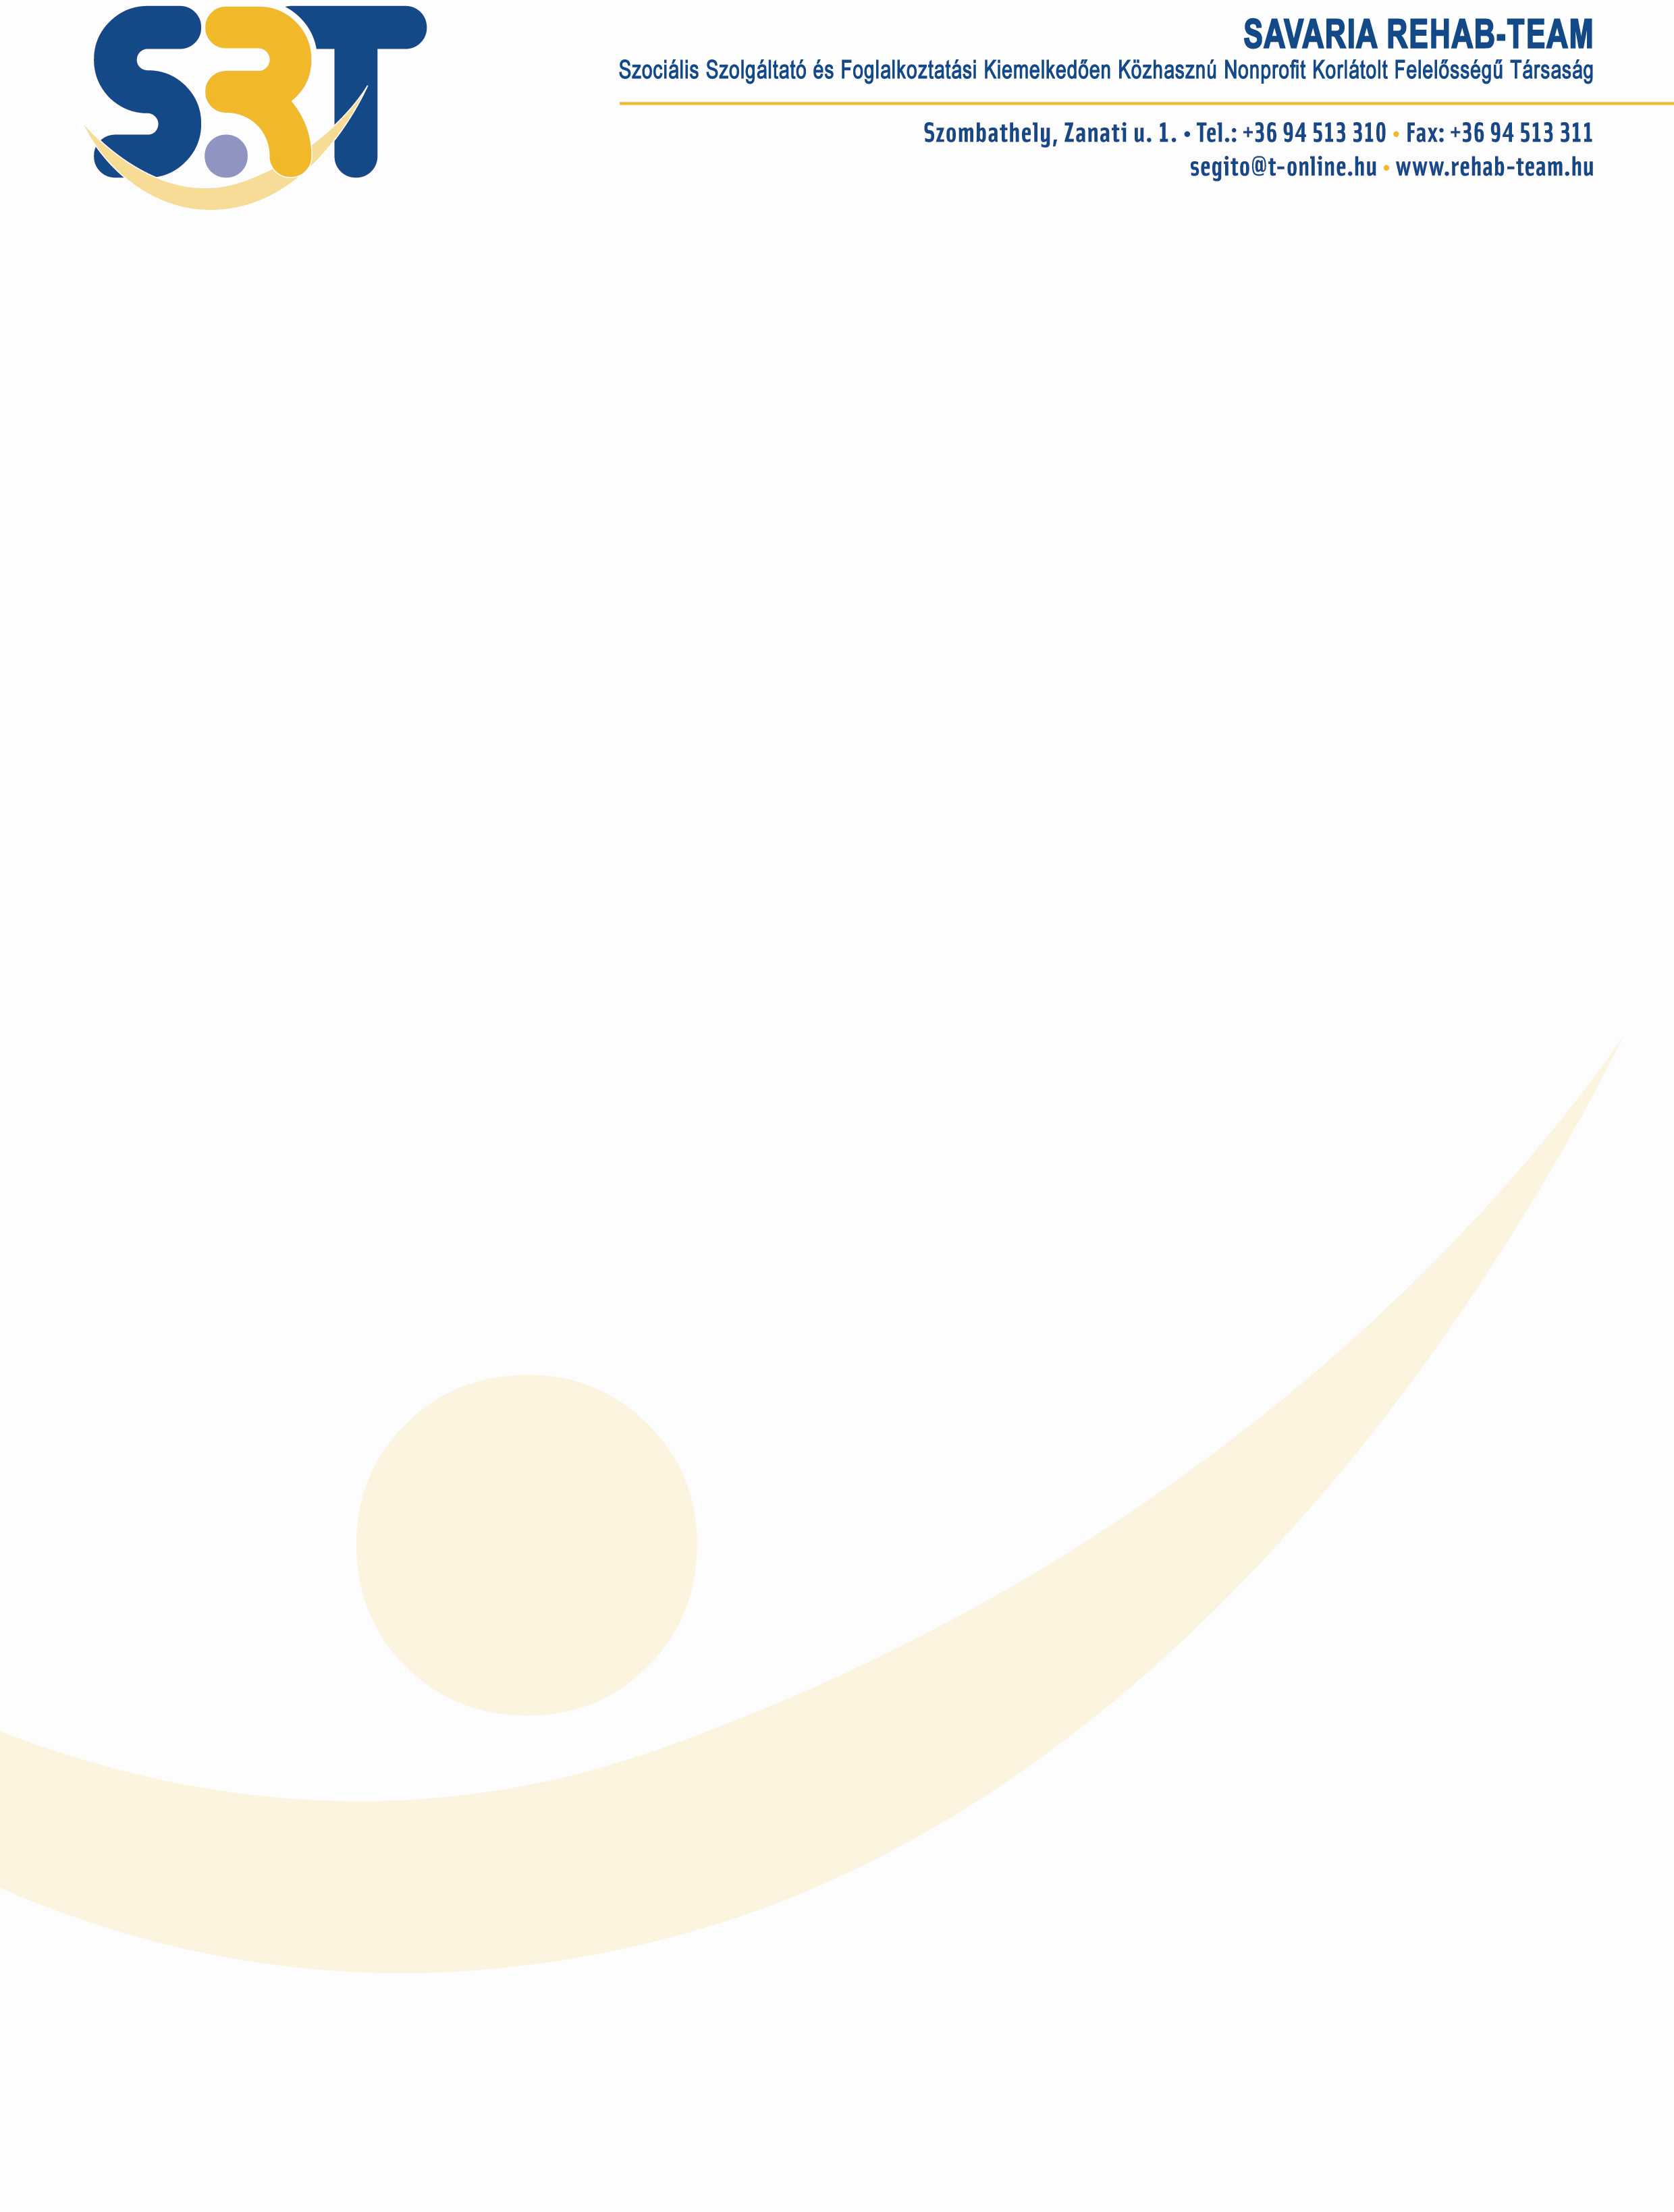 SRT
SAVARIA REHAB-TEAM
Szociális Szolgáltató és Foglalkoztatási Kiemelkedően Közhasznú Nonprofit Korlátolt Felelősségű Társaság
Szombathely, Zanati u. 1. • Tel.: +36 94 513 310 • Fax: +36 94 513 311
segito@t-online.hu • www.rehab-team.hu